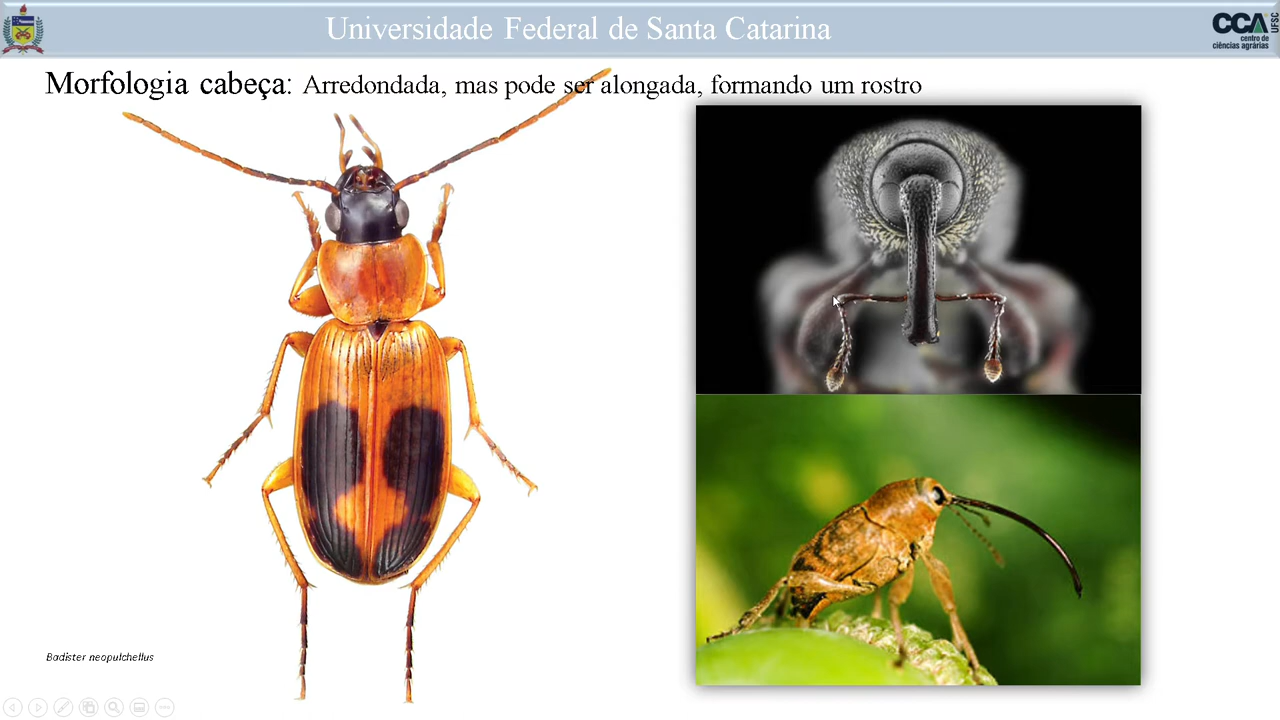 Universidade Federal de Santa Catarina
CCA
UFSC
centro de
ciências agrárias
Morfologia cabeça: Arredondada, mas pode ser alongada, formando um rostro
Badister neopulchellus